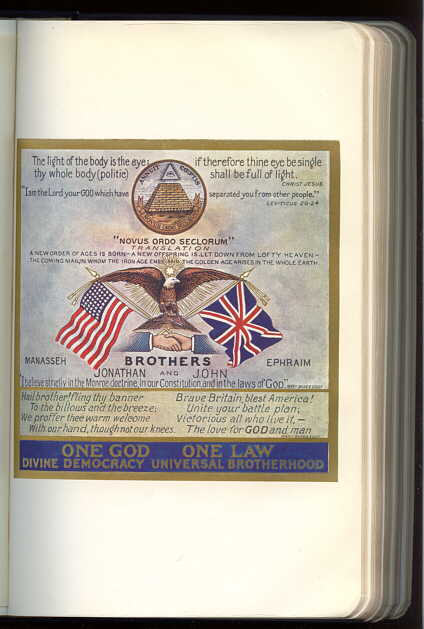 The light of the body is the eye; if therefore thine eye be single
thy whole body (politic) shall be full of light.
CHRIST JESUS
"I am the Lord your GOD which have separated you from other people."
LEVITICUS 20-24
ANNUIT COEPTIS
"NOVUS ORDO SECLORUM"
TRANSLATION
A NEW ORDER OF AGES IS BORN - A NEW OFFSPRING IS LET DOWN FROM LOFTY HEAVEN -
THE COMING MAN, IN WHOM THE IRON AGE ENDS AND THE GOLDEN AGE ARISES IN THE WHOLE EARTH.
MANASSEH BROTHERS EPHRAIM
JONATHAN AND JOHN
"I believe strictly in the Monroe doctrine, in our Constitution, and in the laws of God."
MARY BAKER EDDY
Hail brother! fling thy banner
To the billows and the breeze;
We proffer thee warm welcome
With our hand, though not our knees.
Brave Britain, blest America!
Unite your battle plan;
Victorious all who live it,—
The love for GOD and man
MARY BAKER EDDY
ONE GOD ONE LAW
DIVINE DEMOCRACY UNIVERSAL BROTHERHOOD